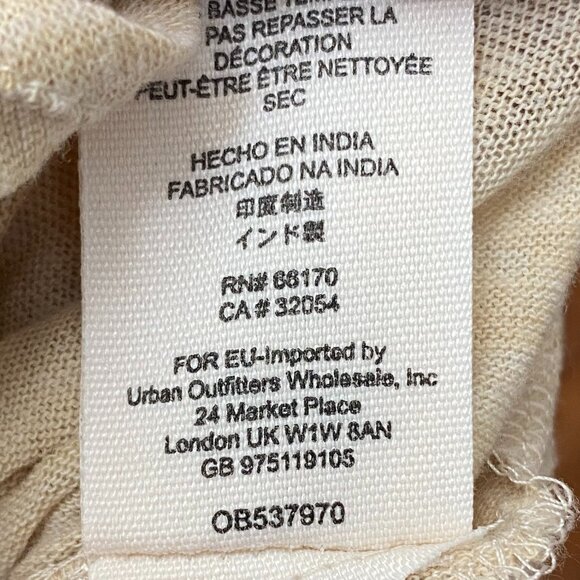 BASSE
PAS REPASSER LA
DÉCORATION
PEUT-ÊTRE ÊTRE NETTOYÉE
SEC
HECHO EN INDIA
FABRICADO NA INDIA
印度制造
インド製
RN# 66170
CA # 32054
FOR EU-Imported by
Urban Outfitters Wholesale, Inc
24 Market Place
London UK W1W 8AN
GB 975119105
OB537970